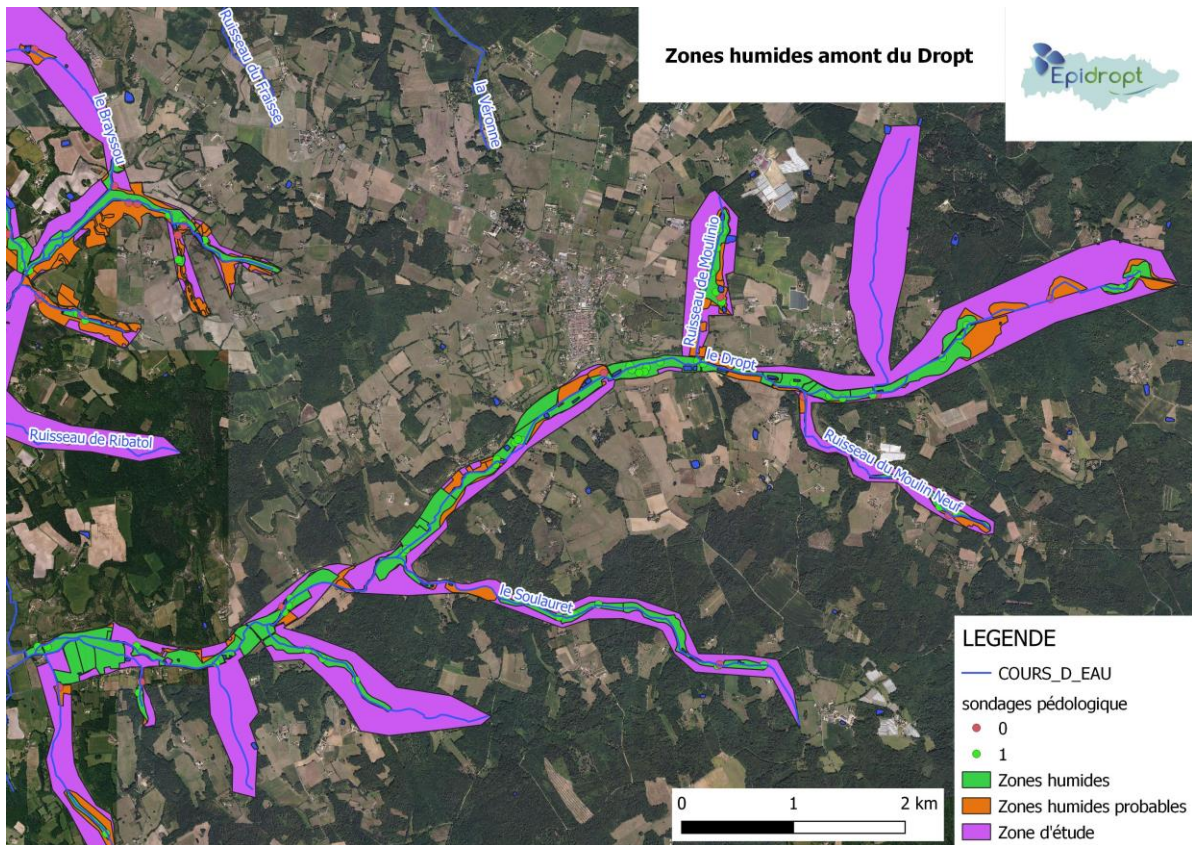 Zones humides amont du Dropt
Epidropt
Ruisseau du Fraisse
la Véronne
le Brayssou
Ruisseau de Moulinio
le Dropt
Ruisseau de Ribatol
Ruisseau du Moulin Neuf
le Soulauret
LEGENDE
COURS_D_EAU
sondages pédologique
0
1
Zones humides
Zones humides probables
Zone d'étude
0 1 2 km